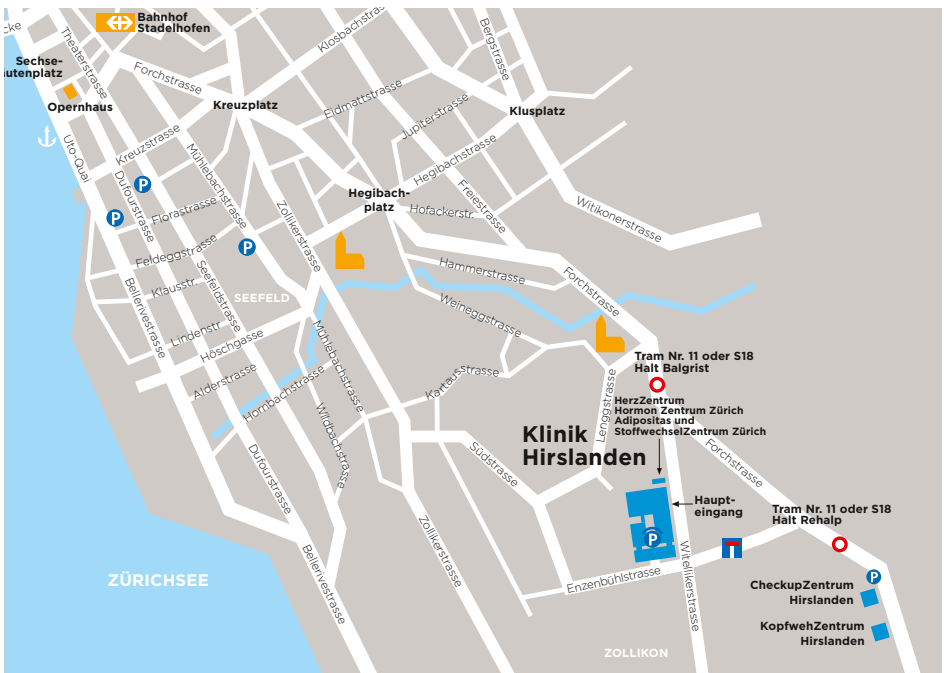 cke
Bahnhof
Stadelhofen
Theaterstrasse
Sechse-
äutenplatz
Opernhaus
Forchstrasse
Kreuzplatz
Klosbachstrasse
Bergstrasse
Eidmattstrasse
Jupiterstrasse
Klusplatz
Uto-Quai
Kreuzstrasse
Mühlebachstrasse
Dufourstrasse
P
P
P
Florastrasse
Feldeggstrasse
Klausstr.
Lindenstr.
Höschgasse
Alderstrasse
Hornbachstrasse
Seefeldstrasse
SEEFELD
Bellerivestrasse
Zollikerstrasse
Hegibach-
platz
Hegibachstrasse
Freiestrasse
Hofackerstr.
Witikonerstrasse
Hammerstrasse
Forchstrasse
Weineggstrasse
Mühlebachstrasse
Wildbachstrasse
Kartausstrasse
Südstrasse
Lenggstrasse
Tram Nr. 11 oder S18
Halt Balgrist
HerzZentrum
Hormon Zentrum Zürich
Adipositas und
StoffwechselZentrum Zürich
Klinik
Hirslanden
Forchstrasse
Haupt-
eingang
P
Tram Nr. 11 oder S18
Halt Rehalp
Dufourstrasse
Bellerivestrasse
Zollikerstrasse
Enzenbühlstrasse
Witellikerstrasse
P
CheckupZentrum
Hirslanden
KopfwehZentrum
Hirslanden
ZÜRICHSEE
ZOLLIKON